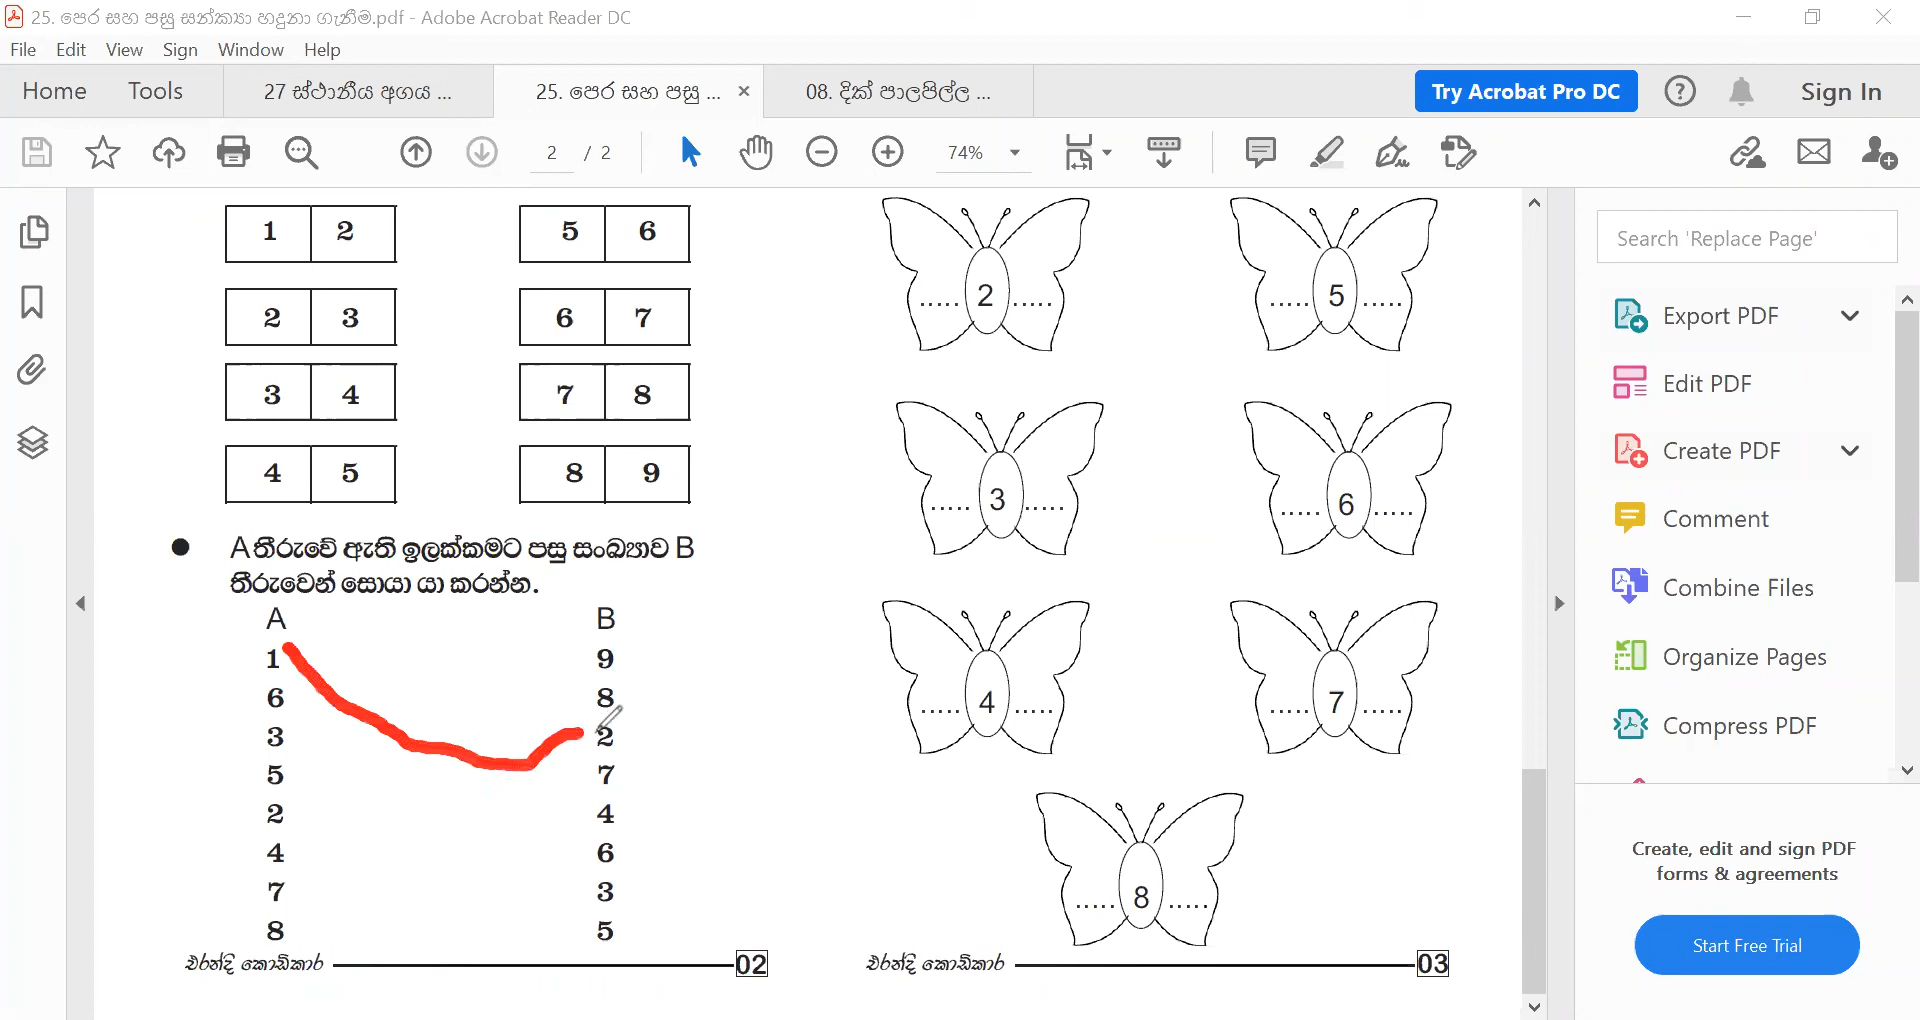 25. පෙර සහ පසු සන්ක්‍යා හඳුනා ගැනීම.pdf - Adobe Acrobat Reader DC
File Edit View Sign Window Help
Home Tools 27 ස්ථානීය අගය ... 25. පෙර සහ පසු ... 08. දික් පාලපිල්ල ... Try Acrobat Pro DC Sign In
2 / 2 74%
Search 'Replace Page'
Export PDF
Edit PDF
Create PDF
Comment
Combine Files
Organize Pages
Compress PDF
Create, edit and sign PDF
forms & agreements
Start Free Trial
1 2 5 6
2 3 6 7
3 4 7 8
4 5 8 9
● A තීරුවේ ඇති ඉලක්කමට පසු සංඛ්‍යාව B
තීරුවෙන් සොයා යා කරන්න.
A B
1 9
6 8
3 2
5 7
2 4
4 6
7 3
8 5
එරන්දි කොඩිකාර 02
..... 2 ..... ..... 5 .....
..... 3 ..... ..... 6 .....
..... 4 ..... ..... 7 .....
..... 8 .....
එරන්දි කොඩිකාර 03